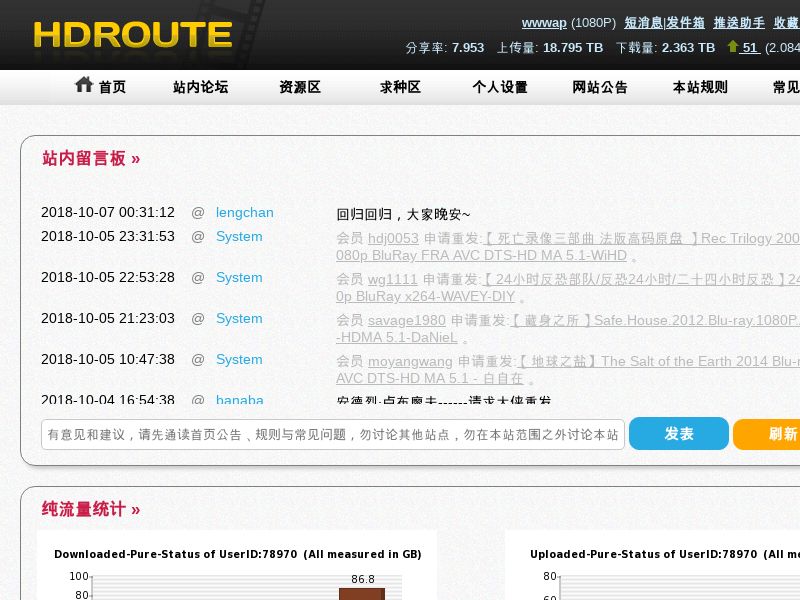 HDROUTE
wwwap (1080P) 短消息|发件箱 推送助手 收藏
分享率: 7.953 上传量: 18.795 TB 下载量: 2.363 TB 51 (2.084
首页 站内论坛 资源区 求种区 个人设置 网站公告 本站规则 常见
站内留言板 »
2018-10-07 00:31:12 @ lengchan 回归回归，大家晚安~
2018-10-05 23:31:53 @ System 会员 hdj0053 申请重发:【 死亡录像三部曲 法版高码原盘 】Rec Trilogy 200
080p BluRay FRA AVC DTS-HD MA 5.1-WiHD 。
2018-10-05 22:53:28 @ System 会员 wg1111 申请重发:【 24小时反恐部队/反恐24小时/二十四小时反恐 】24
0p BluRay x264-WAVEY-DIY 。
2018-10-05 21:23:03 @ System 会员 savage1980 申请重发:【 藏身之所 】Safe.House.2012.Blu-ray.1080P.
-HDMA 5.1-DaNieL 。
2018-10-05 10:47:38 @ System 会员 moyangwang 申请重发:【 地球之盐】The Salt of the Earth 2014 Blu-r
AVC DTS-HD MA 5.1 - 白自在 。
2018-10-04 16:54:38 @ hanaba 安德烈·卢布廖夫------请求大侠重发
有意见和建议，请先通读首页公告、规则与常见问题，勿讨论其他站点，勿在本站范围之外讨论本站 发表 刷新
纯流量统计 »
Downloaded-Pure-Status of UserID:78970 (All measured in GB) Uploaded-Pure-Status of UserID:78970 (All me
100 86.8 80
80 60